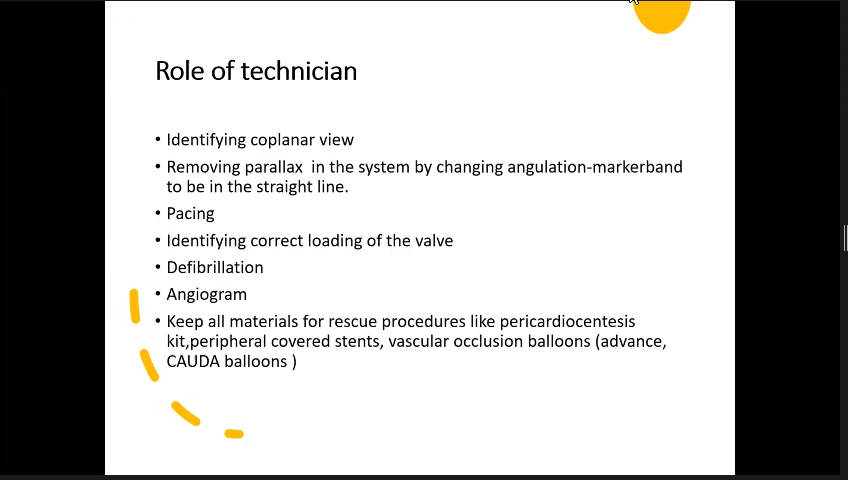 Role of technician
• Identifying coplanar view
• Removing parallax in the system by changing angulation-markerband
to be in the straight line.
• Pacing
• Identifying correct loading of the valve
• Defibrillation
• Angiogram
• Keep all materials for rescue procedures like pericardiocentesis
kit,peripheral covered stents, vascular occlusion balloons (advance,
CAUDA balloons )